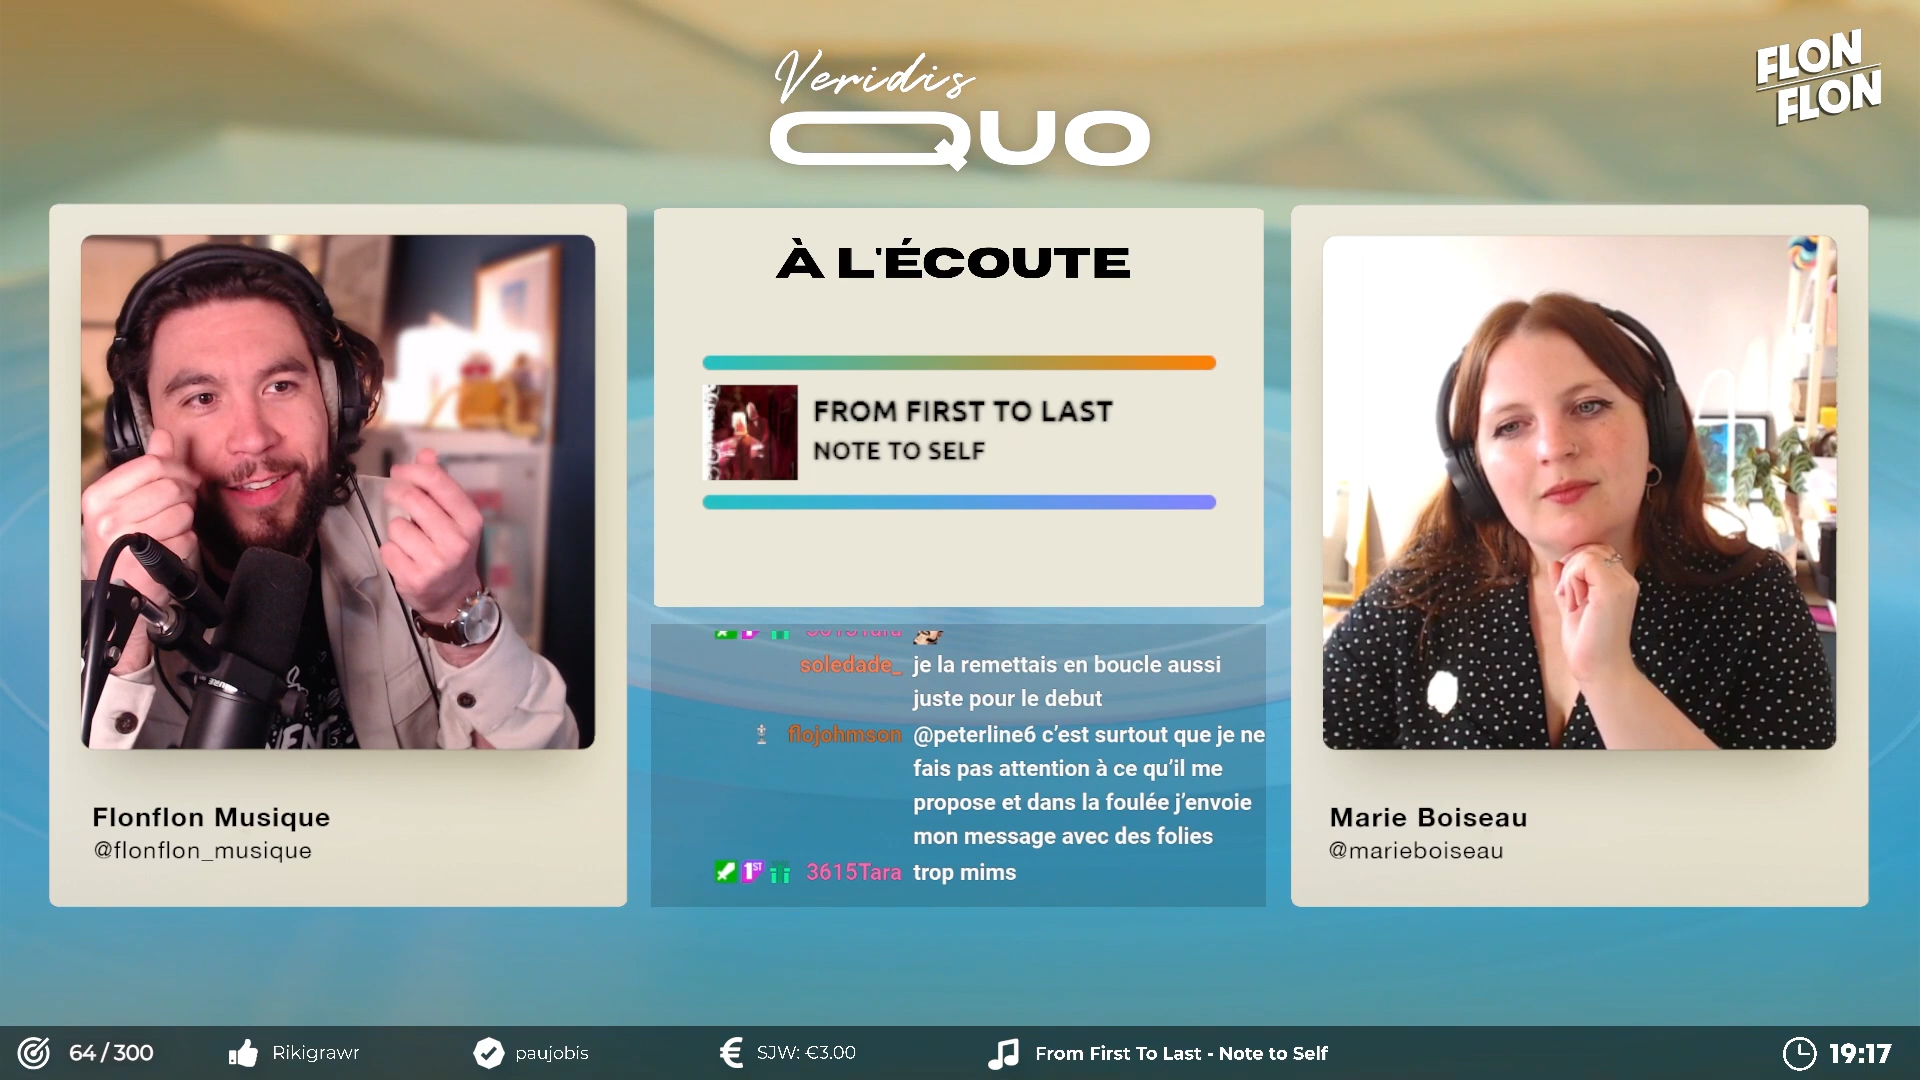 Veridis
QUO
FLON
FLON
À L'ÉCOUTE
FROM FIRST TO LAST
NOTE TO SELF
soledade_ je la remettais en boucle aussi
juste pour le debut
flojohmson @peterline6 c'est surtout que je ne
fais pas attention à ce qu'il me
propose et dans la foulée j'envoie
mon message avec des folies
1ST 3615Tara trop mims
Flonflon Musique
@flonflon_musique
Marie Boiseau
@marieboiseau
64 / 300 Rikigrawr paujobis SJW: €3.00 From First To Last - Note to Self 19:17